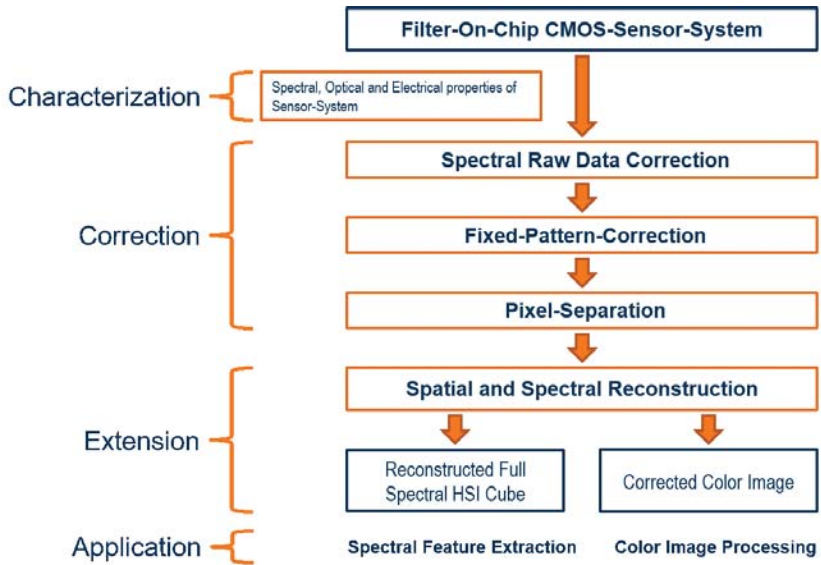 Filter-On-Chip CMOS-Sensor-System
Characterization
Spectral, Optical and Electrical properties of
Sensor-System
Correction
Spectral Raw Data Correction
Fixed-Pattern-Correction
Pixel-Separation
Extension
Spatial and Spectral Reconstruction
Reconstructed Full
Spectral HSI Cube
Corrected Color Image
Application
Spectral Feature Extraction
Color Image Processing